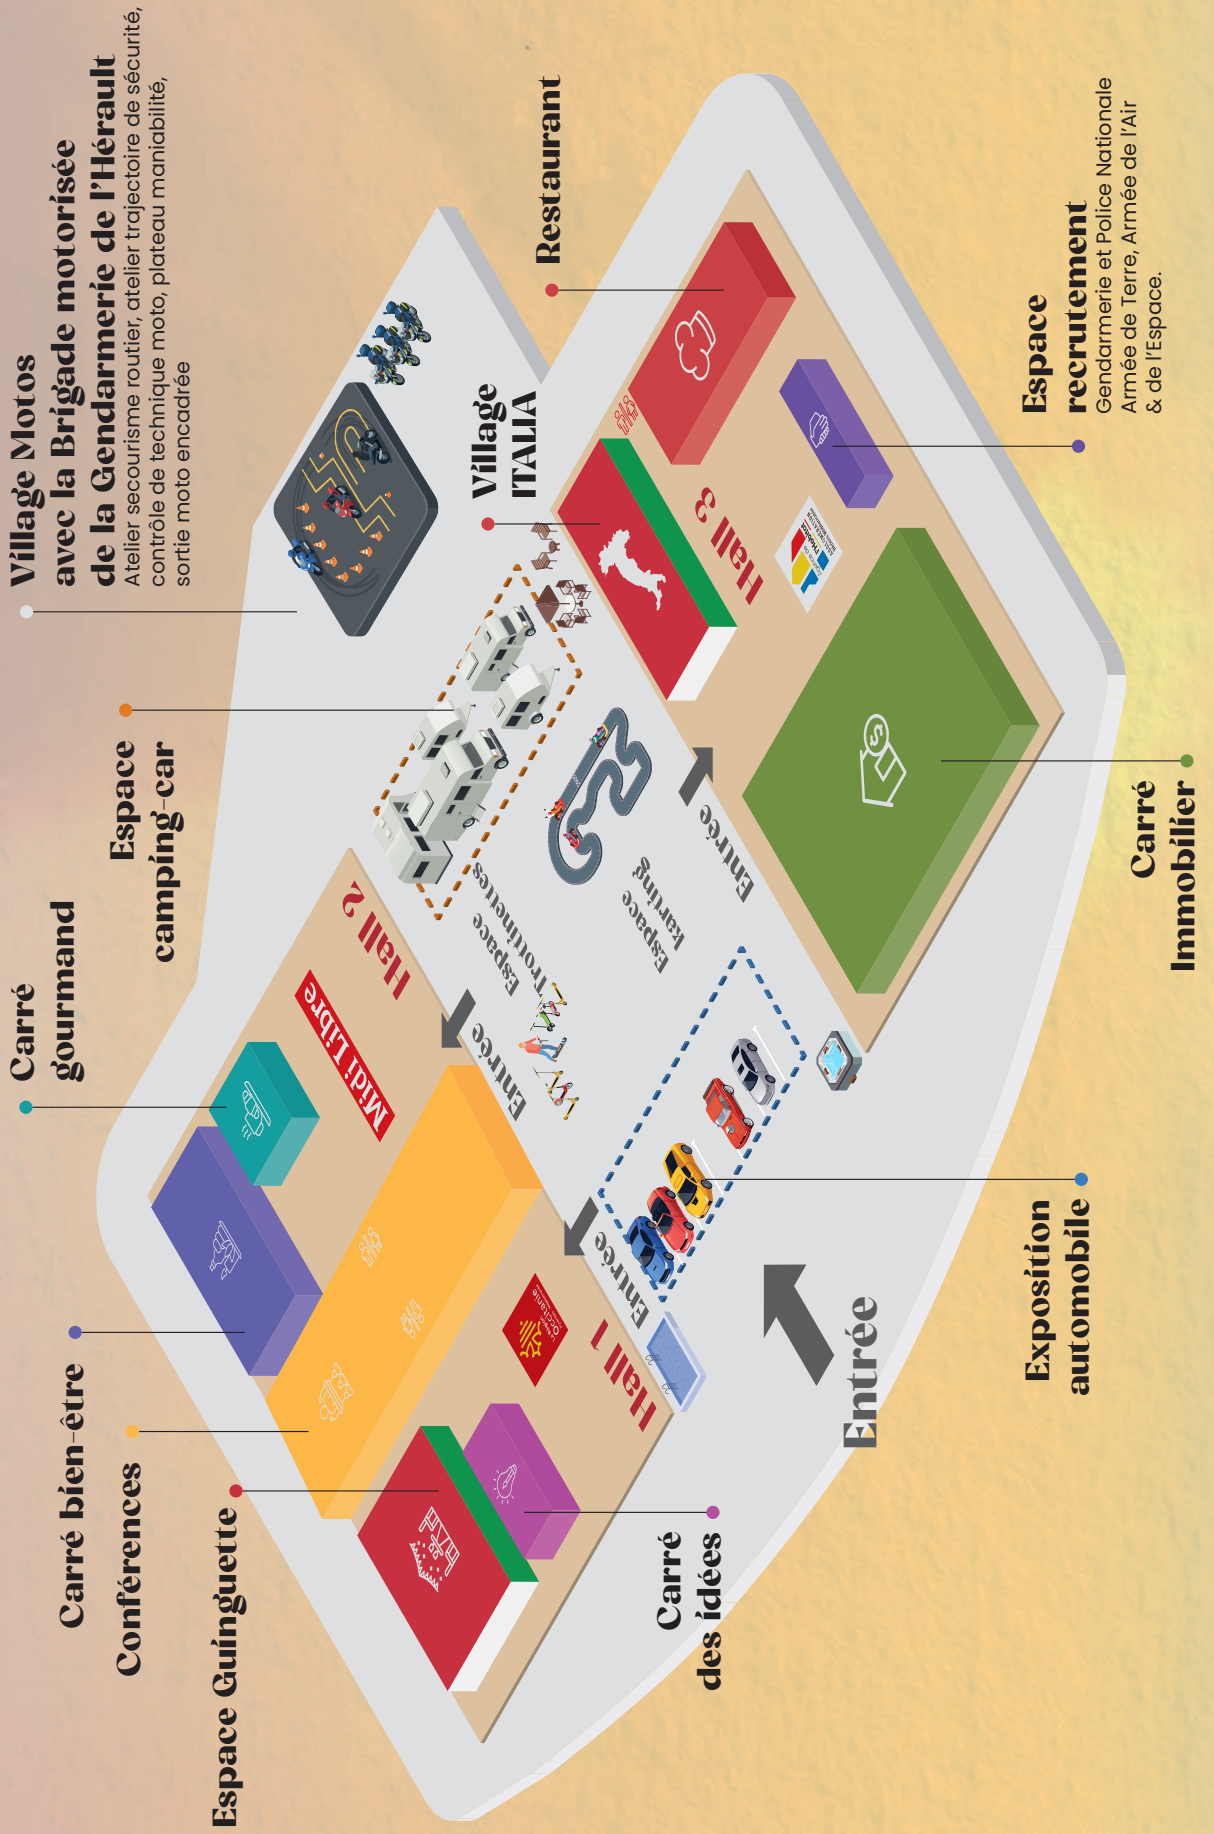 Village Motos
avec la Brigade motorisée
de la Gendarmerie de l'Hérault
Atelier secourisme routier, atelier trajectoire de sécurité,
contrôle de technique moto, plateau maniabilité,
sortie moto encadrée
Espace
camping-car
Carré
gourmand
Carré bien-être
Conférences
Espace Guinguette
Restaurant
Village
ITALIA
Hall 2
Midi Libre
Entrée
Espace
Trottinettes
Espace
karting
Entrée
Hall 3
Hall 1
Occitanie
Entrée
Entrée
Carré
des idées
Exposition
automobile
Carré
Immobilier
Espace
recrutement
Gendarmerie et Police Nationale
Armée de Terre, Armée de l'Air
& de l'Espace.